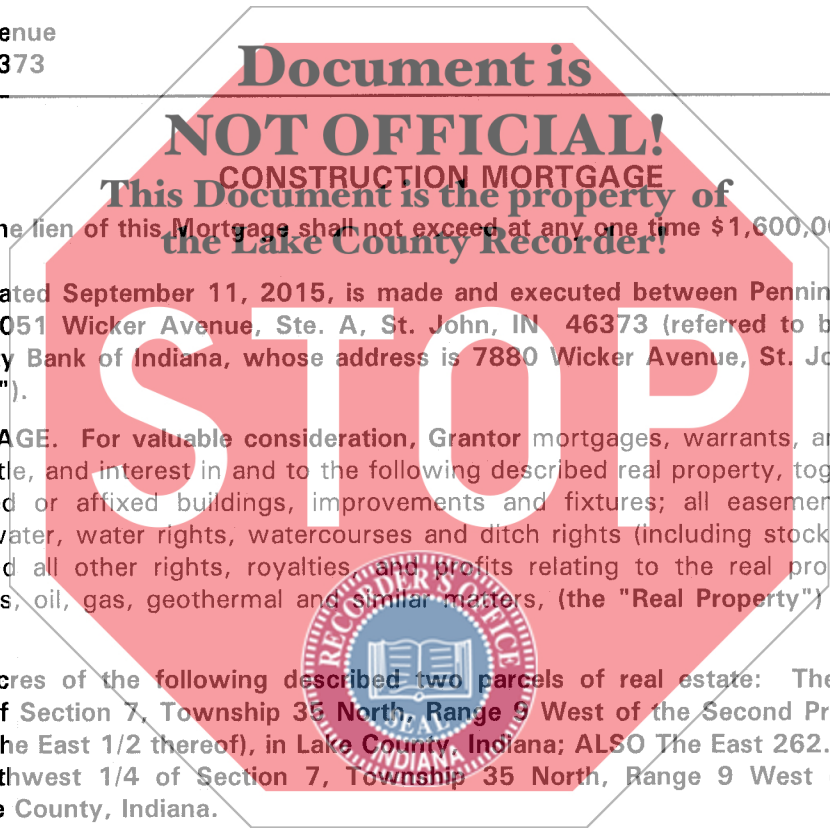 enue
373
Document is
NOT OFFICIAL!
CONSTRUCTION MORTGAGE
This Document is the property of
he lien of this Mortgage shall not exceed at any one time $1,600,00
the Lake County Recorder!
ated September 11, 2015, is made and executed between Pennin
051 Wicker Avenue, Ste. A, St. John, IN 46373 (referred to b
y Bank of Indiana, whose address is 7880 Wicker Avenue, St. Jo
").
STOP
AGE. For valuable consideration, Grantor mortgages, warrants, an
tle, and interest in and to the following described real property, tog
d or affixed buildings, improvements and fixtures; all easemen
vater, water rights, watercourses and ditch rights (including stock
d all other rights, royalties, and profits relating to the real pro
s, oil, gas, geothermal and similar matters, (the "Real Property")
RECORDER'S OFFICE
SEAL
INDIANA
cres of the following described two parcels of real estate: The
f Section 7, Township 35 North, Range 9 West of the Second Pr
he East 1/2 thereof), in Lake County, Indiana; ALSO The East 262.
thwest 1/4 of Section 7, Township 35 North, Range 9 West
e County, Indiana.